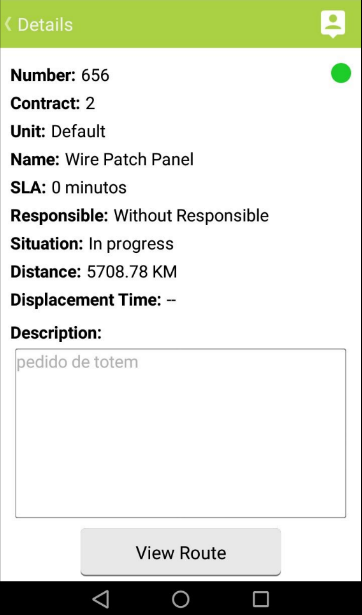 Details
Number: 656
Contract: 2
Unit: Default
Name: Wire Patch Panel
SLA: 0 minutos
Responsible: Without Responsible
Situation: In progress
Distance: 5708.78 KM
Displacement Time: --
Description:
pedido de totem
View Route